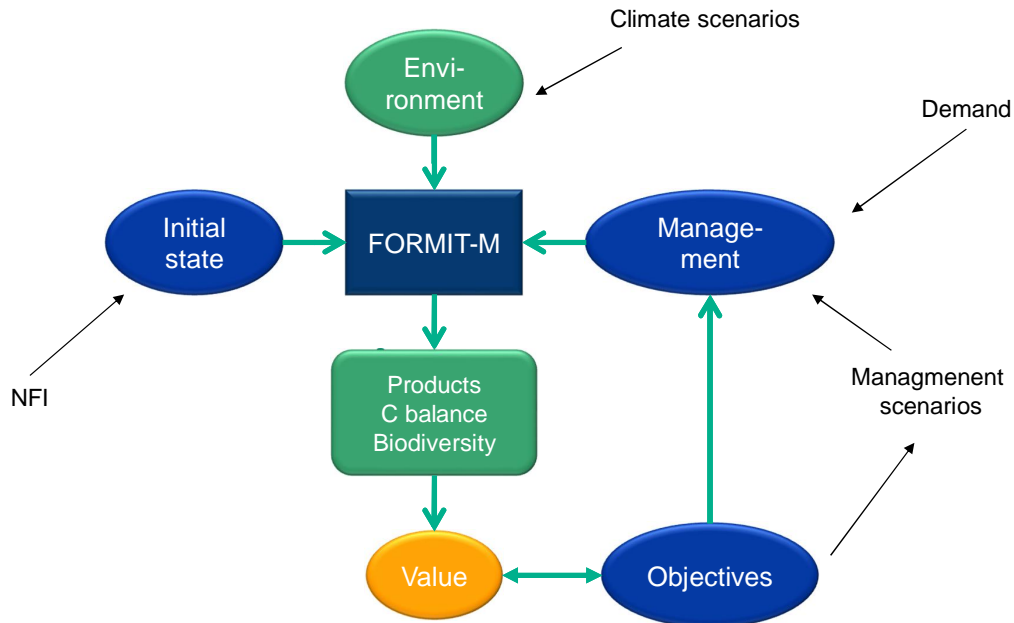 Climate scenarios
Envi-
ronment
Demand
Initial
state
FORMIT-M
Manage-
ment
Products
C balance
Biodiversity
NFI
Managmenent
scenarios
Value
Objectives